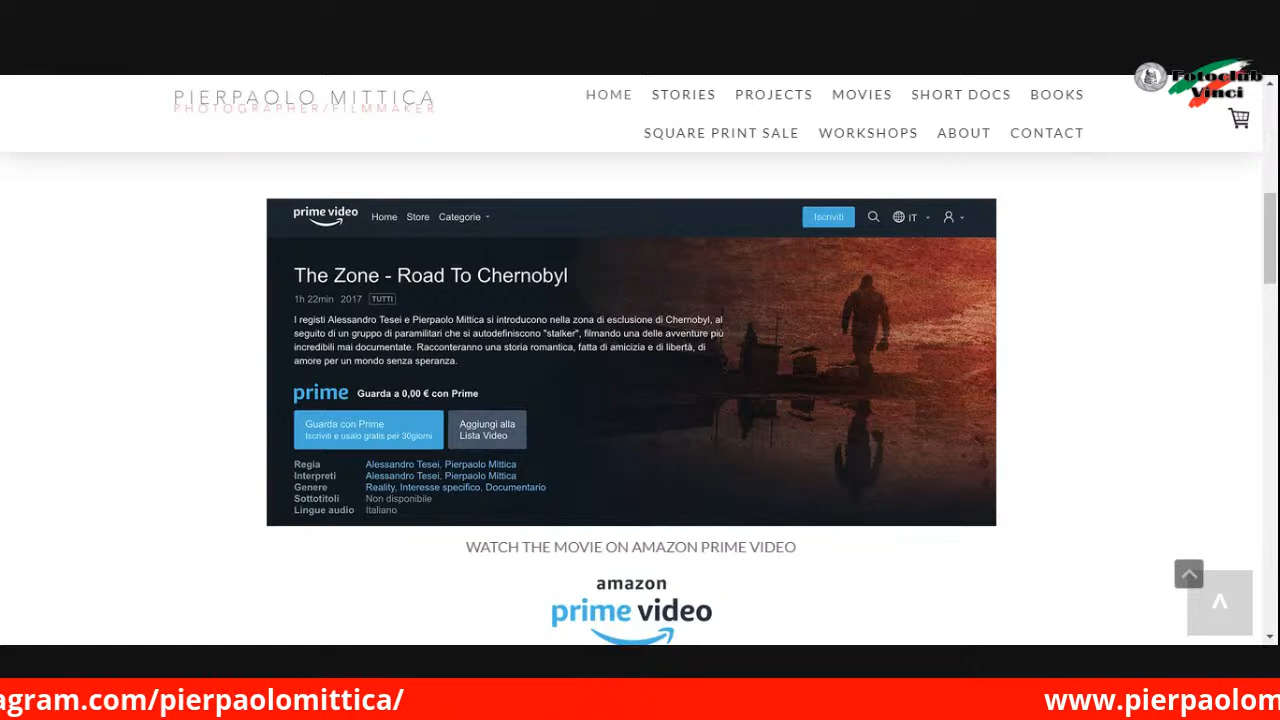 PIERPAOLO MITTICA
PHOTOGRAPHER/FILMMAKER
HOME STORIES PROJECTS MOVIES SHORT DOCS BOOKS
SQUARE PRINT SALE WORKSHOPS ABOUT CONTACT
Fotoclub
Vinci
prime video Home Store Categorie Iscriviti IT
The Zone - Road To Chernobyl
1h 22min 2017 TUTTI
I registi Alessandro Tesei e Pierpaolo Mittica si introducono nella zona di esclusione di Chernobyl, al
seguito di un gruppo di paramilitari che si autodefiniscono "stalker", filmando una delle avventure più
incredibili mai documentate. Racconteranno una storia romantica, fatta di amicizia e di libertà, di
amore per un mondo senza speranza.
prime Guarda a 0,00 € con Prime
Guarda con Prime
Iscriviti e usalo gratis per 30giorni
Aggiungi alla
Lista Video
Regia Alessandro Tesei, Pierpaolo Mittica
Interpreti Alessandro Tesei, Pierpaolo Mittica
Genere Reality, Interesse specifico, Documentario
Sottotitoli Non disponibile
Lingue audio Italiano
WATCH THE MOVIE ON AMAZON PRIME VIDEO
amazon
prime video
agram.com/pierpaolomittica/ www.pierpaolom